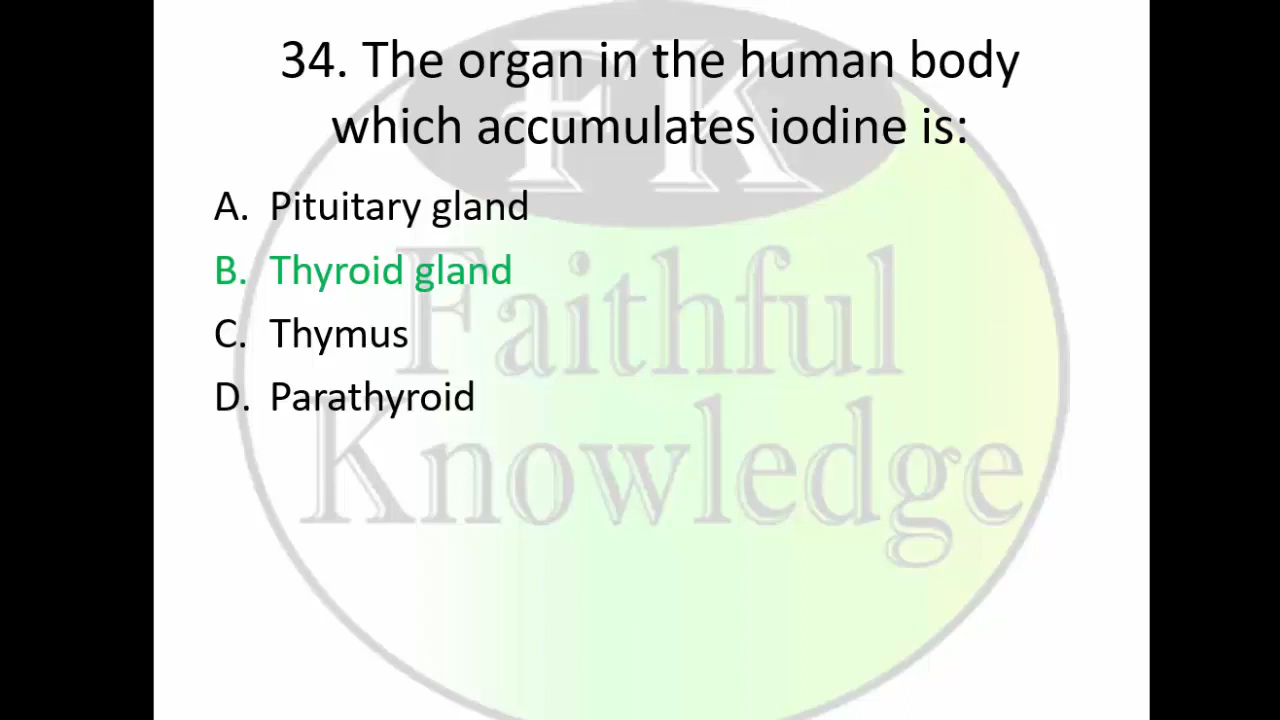 34. The organ in the human body
which accumulates iodine is:
A. Pituitary gland
B. Thyroid gland
C. Thymus
D. Parathyroid
FK
Faithful
Knowledge